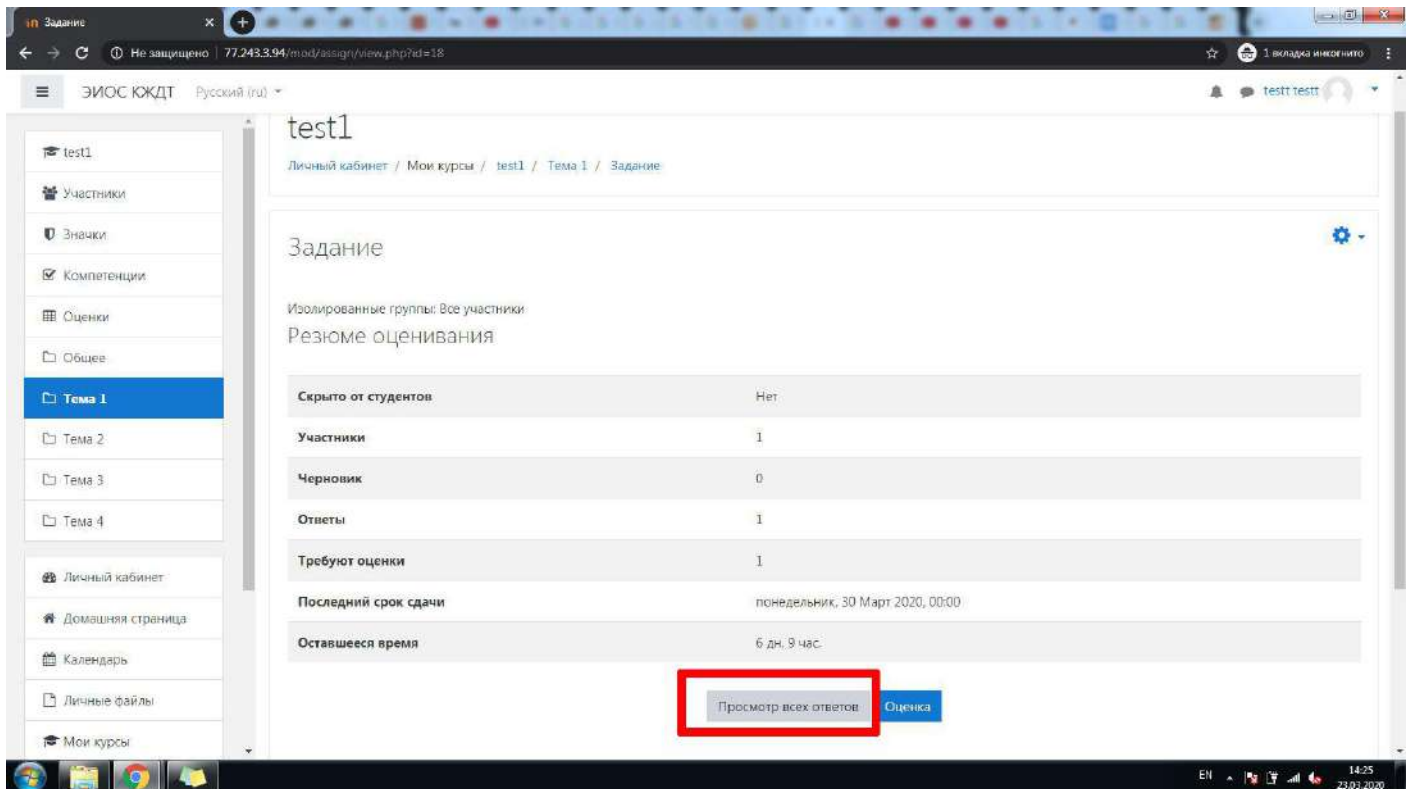 Задание
Не защищено 77.243.3.94/mod/assign/view.php?id=18
1 вкладка инкогнито
ЭИОС КЖДТ Русский (ru)
testt testt
test1
Личный кабинет / Мои курсы / test1 / Тема 1 / Задание
test1
Участники
Значки
Компетенции
Оценки
Общее
Тема 1
Тема 2
Тема 3
Тема 4
Личный кабинет
Домашняя страница
Календарь
Личные файлы
Мои курсы
Задание
Изолированные группы: Все участники
Резюме оценивания
Скрыто от студентов Нет
Участники 1
Черновик 0
Ответы 1
Требуют оценки 1
Последний срок сдачи понедельник, 30 Март 2020, 00:00
Оставшееся время 6 дн. 9 час.
Просмотр всех ответов Оценка
EN
14:25
23.03.2020